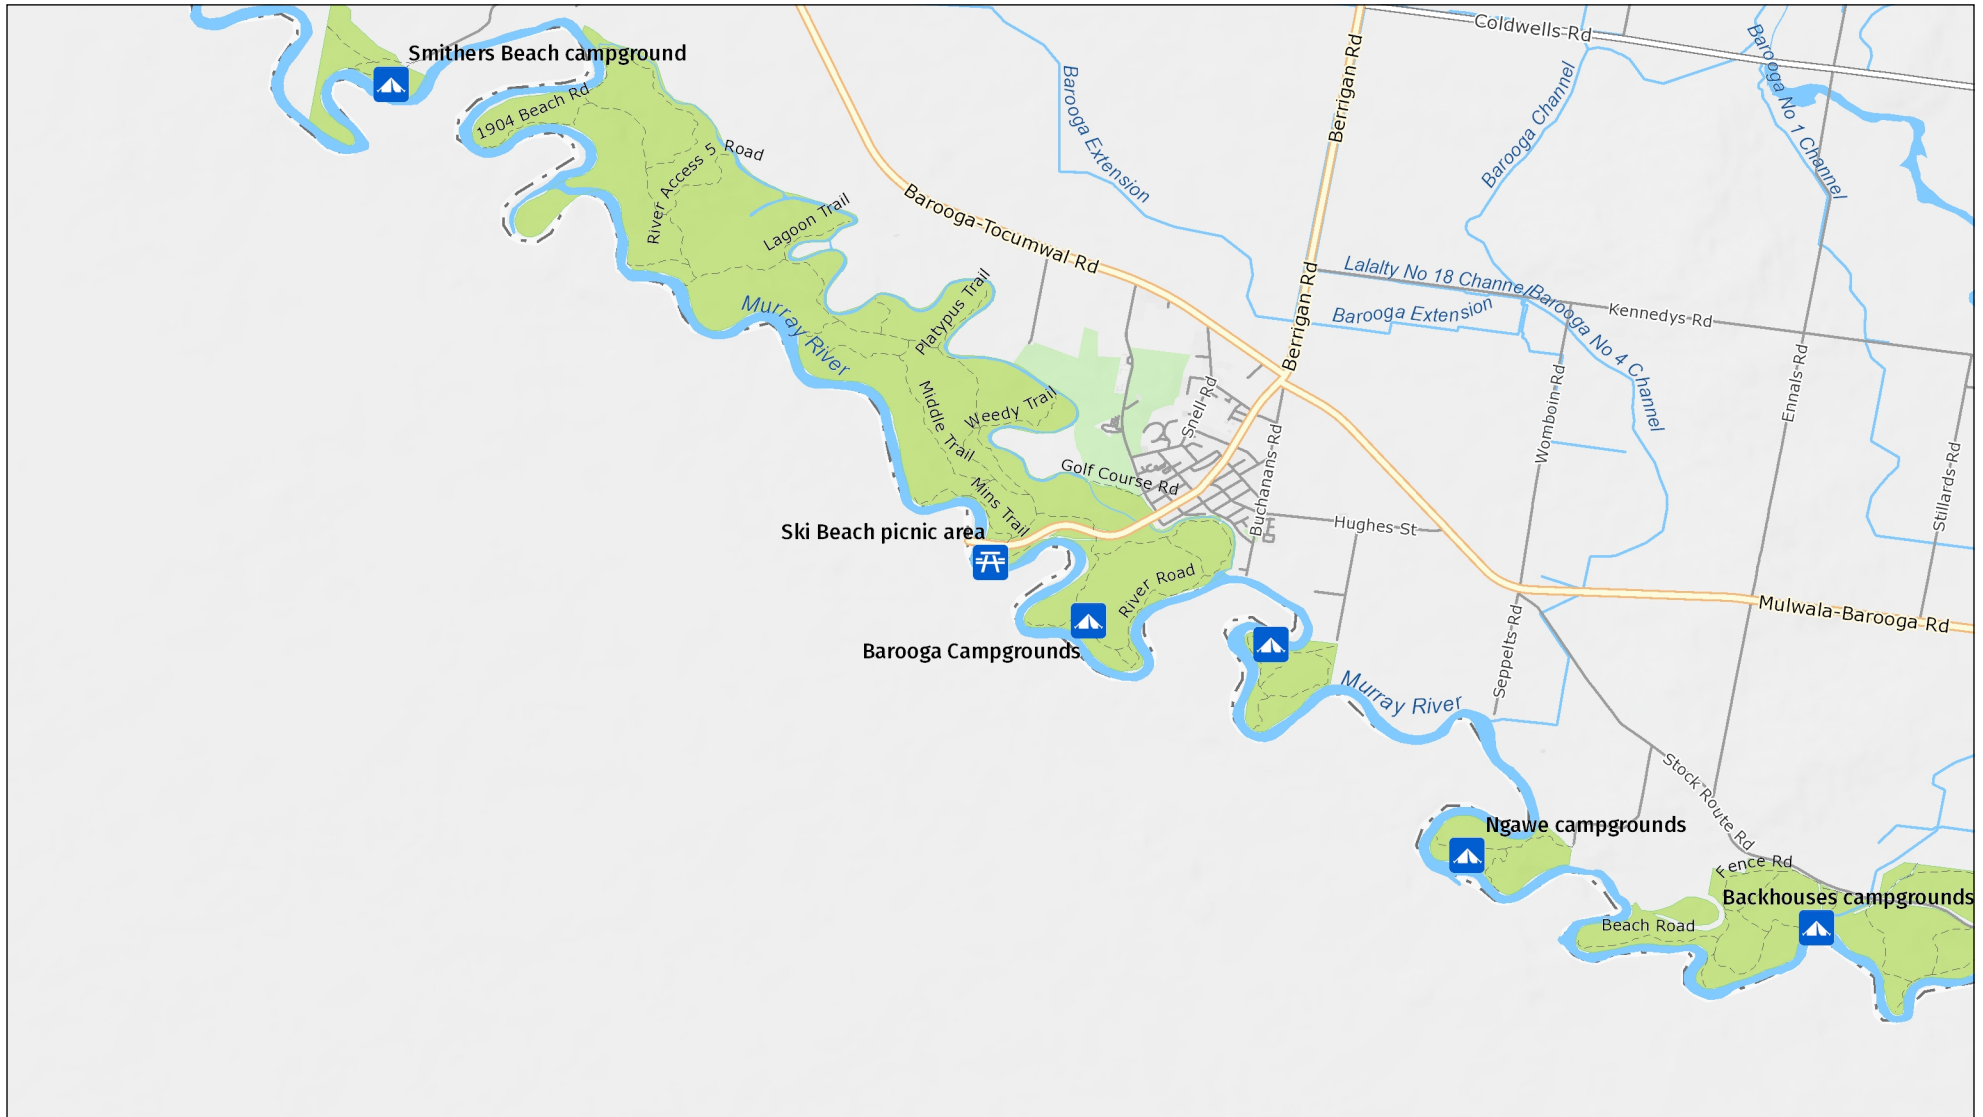 Coldwells Rd
Smithers Beach campground
Barooga No 1 Channel
Berrigan Rd
Barooga Extension
Barooga Channel
1904 Beach Rd
River Access 5 Road
Lagoon Trail
Barooga-Tocumwal Rd
Lalalty No 18 Channel
Barooga No 4 Channel
Kennedys Rd
Barooga Extension
Berrigan Rd
Platypus Trail
Murray River
Middle Trail
Weedy Trail
Snell-Rd
Womboin-Rd
Ennals-Rd
Stillards-Rd
Golf Course Rd
Buchanans-Rd
Mins Trail
Hughes St
Ski Beach picnic area
River Road
Mulwala-Barooga Rd
Barooga Campgrounds
Seppelts-Rd
Murray River
Stock Route Rd
Ngawe campgrounds
Fence Rd
Backhouses campgrounds
Beach Road